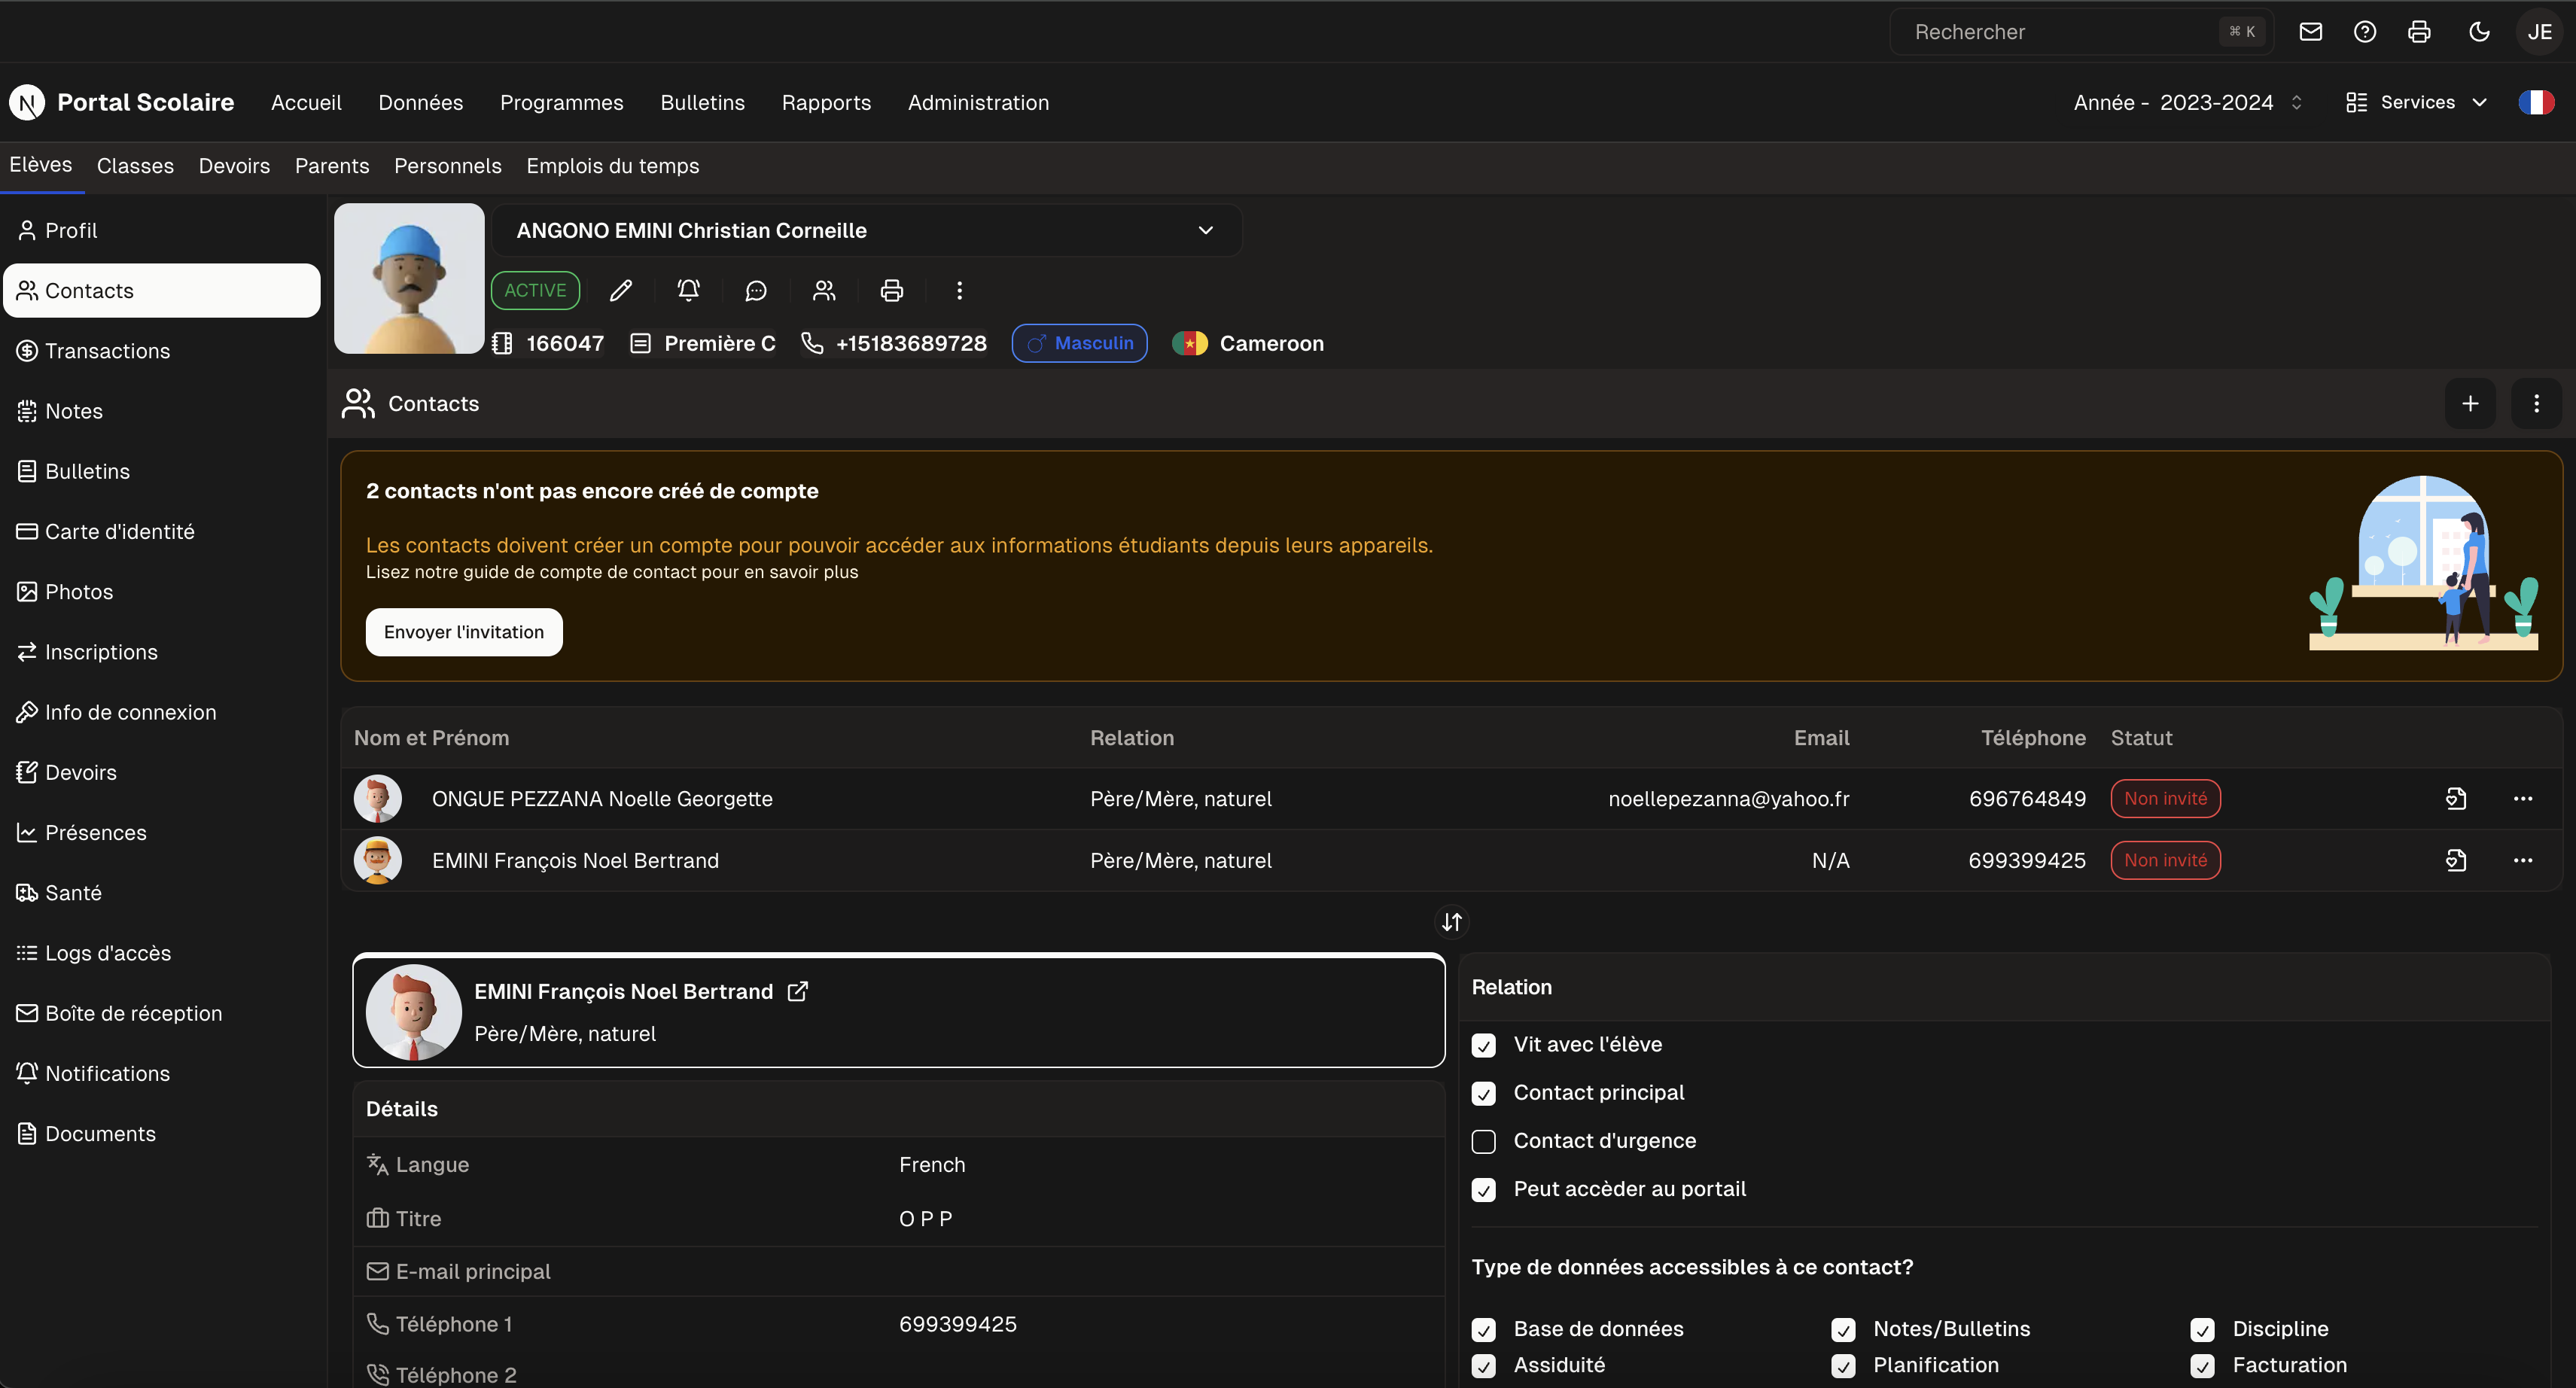 Rechercher ⌘ K JE
N Portal Scolaire Accueil Données Programmes Bulletins Rapports Administration Année - 2023-2024 Services
Elèves Classes Devoirs Parents Personnels Emplois du temps
Profil
Contacts
Transactions
Notes
Bulletins
Carte d'identité
Photos
Inscriptions
Info de connexion
Devoirs
Présences
Santé
Logs d'accès
Boîte de réception
Notifications
Documents
ANGONO EMINI Christian Corneille
ACTIVE
166047 Première C +15183689728 Masculin Cameroon
Contacts
2 contacts n'ont pas encore créé de compte
Les contacts doivent créer un compte pour pouvoir accéder aux informations étudiants depuis leurs appareils.
Lisez notre guide de compte de contact pour en savoir plus
Envoyer l'invitation
Nom et Prénom Relation Email Téléphone Statut
ONGUE PEZZANA Noelle Georgette Père/Mère, naturel noellepezanna@yahoo.fr 696764849 Non invité
EMINI François Noel Bertrand Père/Mère, naturel N/A 699399425 Non invité
EMINI François Noel Bertrand
Père/Mère, naturel
Détails
Langue French
Titre O P P
E-mail principal
Téléphone 1 699399425
Téléphone 2
Relation
Vit avec l'élève
Contact principal
Contact d'urgence
Peut accèder au portail
Type de données accessibles à ce contact?
Base de données Notes/Bulletins Discipline
Assiduité Planification Facturation